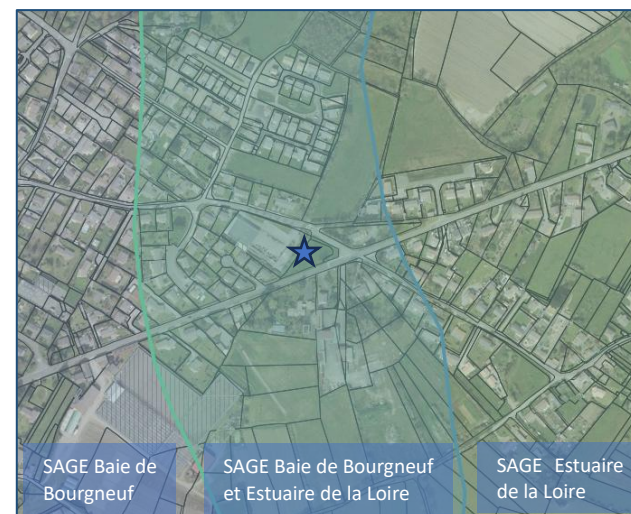 SAGE Baie de
Bourgneuf
SAGE Baie de Bourgneuf
et Estuaire de la Loire
SAGE Estuaire
de la Loire